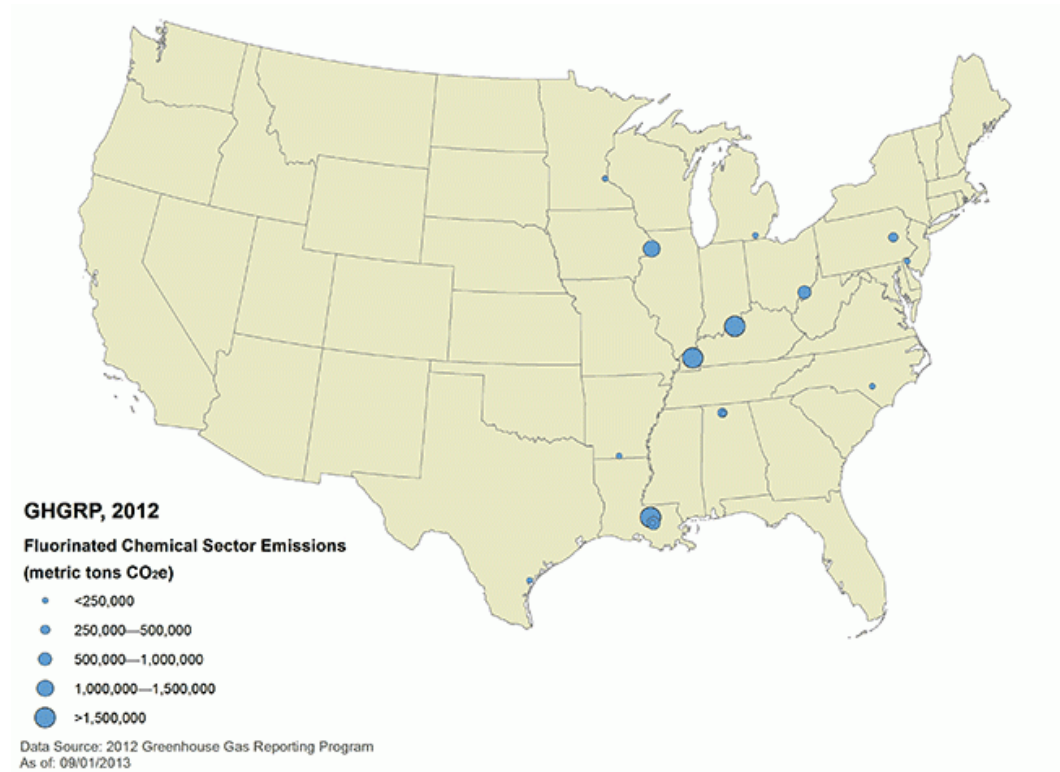 GHGRP, 2012
Fluorinated Chemical Sector Emissions
(metric tons CO₂e)
<250,000
250,000—500,000
500,000—1,000,000
1,000,000—1,500,000
>1,500,000
Data Source: 2012 Greenhouse Gas Reporting Program
As of: 09/01/2013